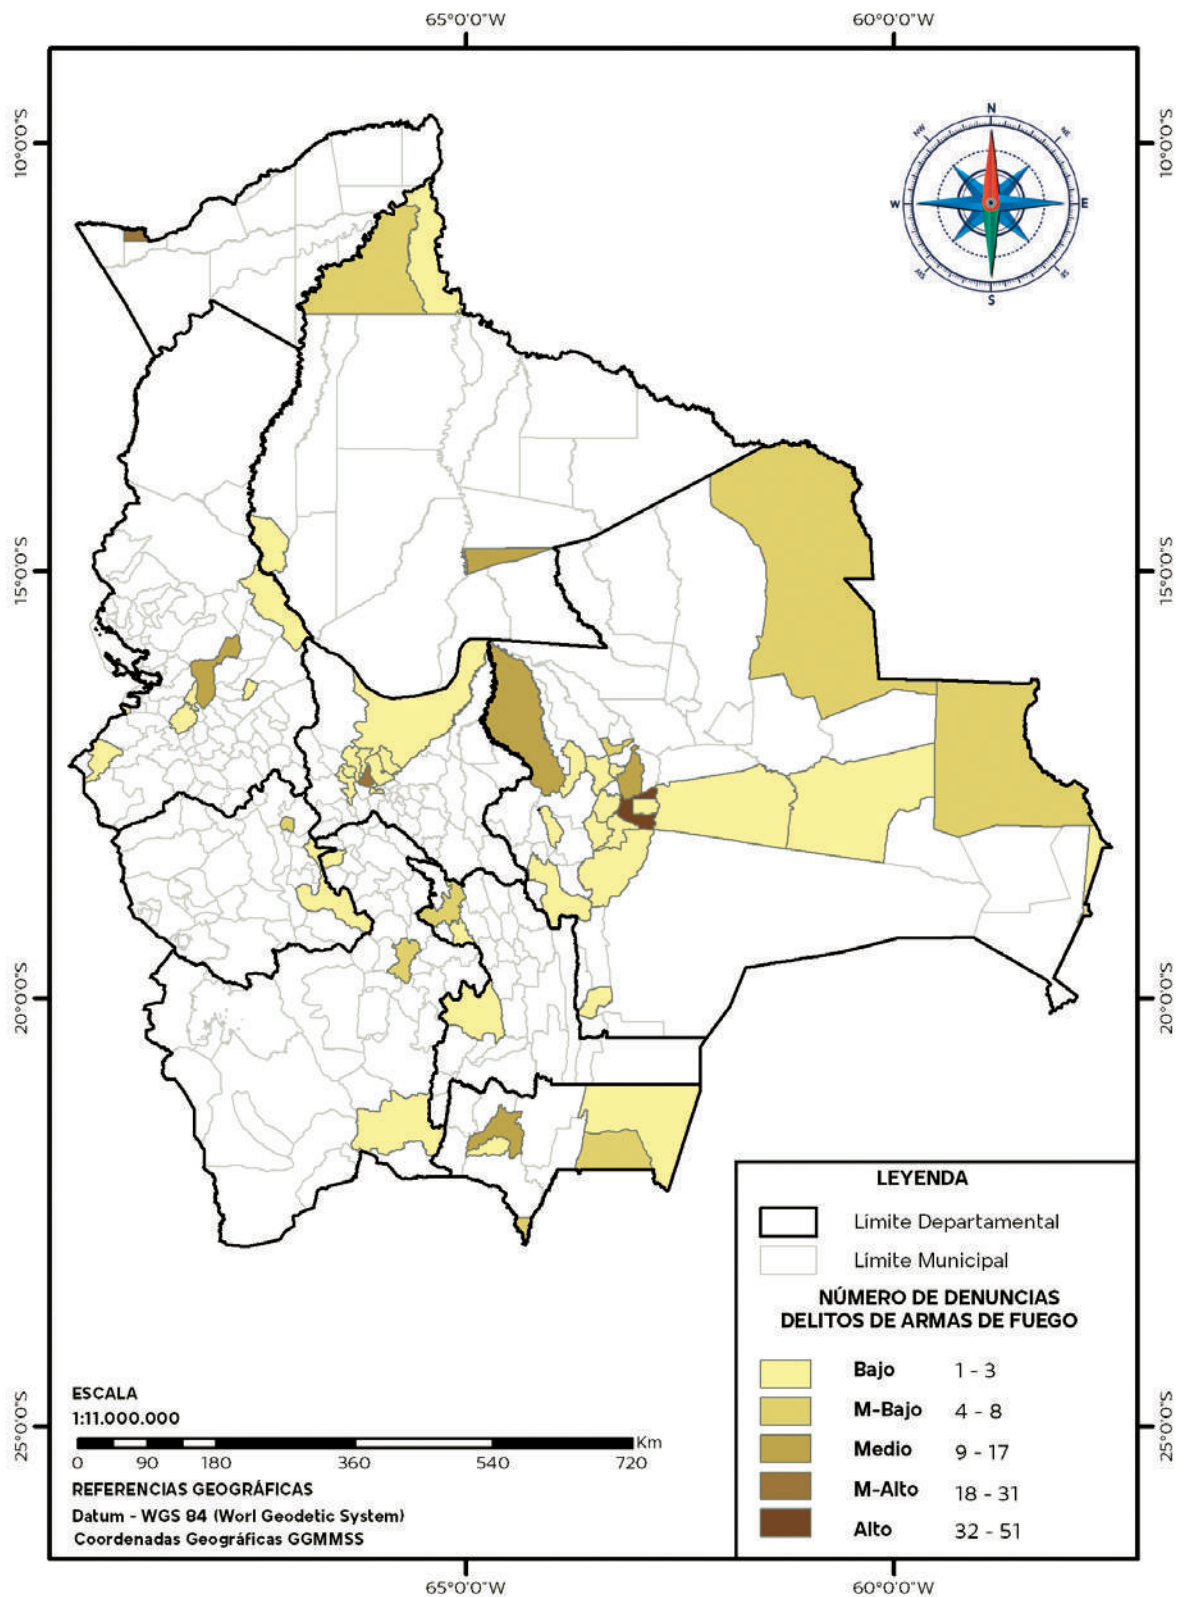 65°0'0"W 60°0'0"W
10°0'0"S 10°0'0"S
N
NW NE
W E
SW SE
S
15°0'0"S 15°0'0"S
20°0'0"S 20°0'0"S
LEYENDA
Límite Departamental
Límite Municipal
NÚMERO DE DENUNCIAS
DELITOS DE ARMAS DE FUEGO
Bajo 1 - 3
M-Bajo 4 - 8
Medio 9 - 17
M-Alto 18 - 31
Alto 32 - 51
25°0'0"S 25°0'0"S
ESCALA
1:11.000.000
Km
0 90 180 360 540 720
REFERENCIAS GEOGRÁFICAS
Datum - WGS 84 (Worl Geodetic System)
Coordenadas Geográficas GGMMSS
65°0'0"W 60°0'0"W